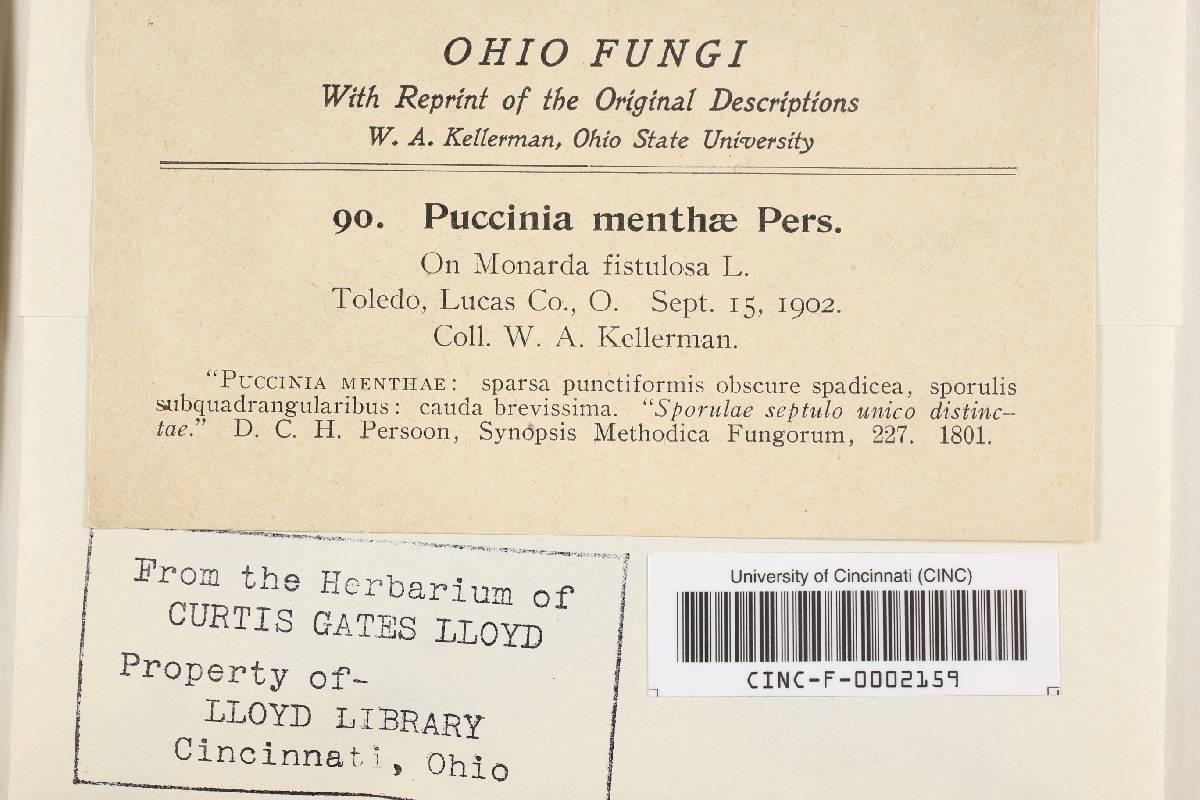 OHIO FUNGI
With Reprint of the Original Descriptions
W. A. Kellerman, Ohio State University
90. Puccinia menthæ Pers.
On Monarda fistulosa L.
Toledo, Lucas Co., O. Sept. 15, 1902.
Coll. W. A. Kellerman.
"PUCCINIA MENTHAE: sparsa punctiformis obscure spadicea, sporulis
subquadrangularibus: cauda brevissima. "Sporulae septulo unico distinc-
tae." D. C. H. Persoon, Synopsis Methodica Fungorum, 227. 1801.
From the Herbarium of
CURTIS GATES LLOYD
Property of-
LLOYD LIBRARY
Cincinnati, Ohio
University of Cincinnati (CINC)
CINC-F-0002159